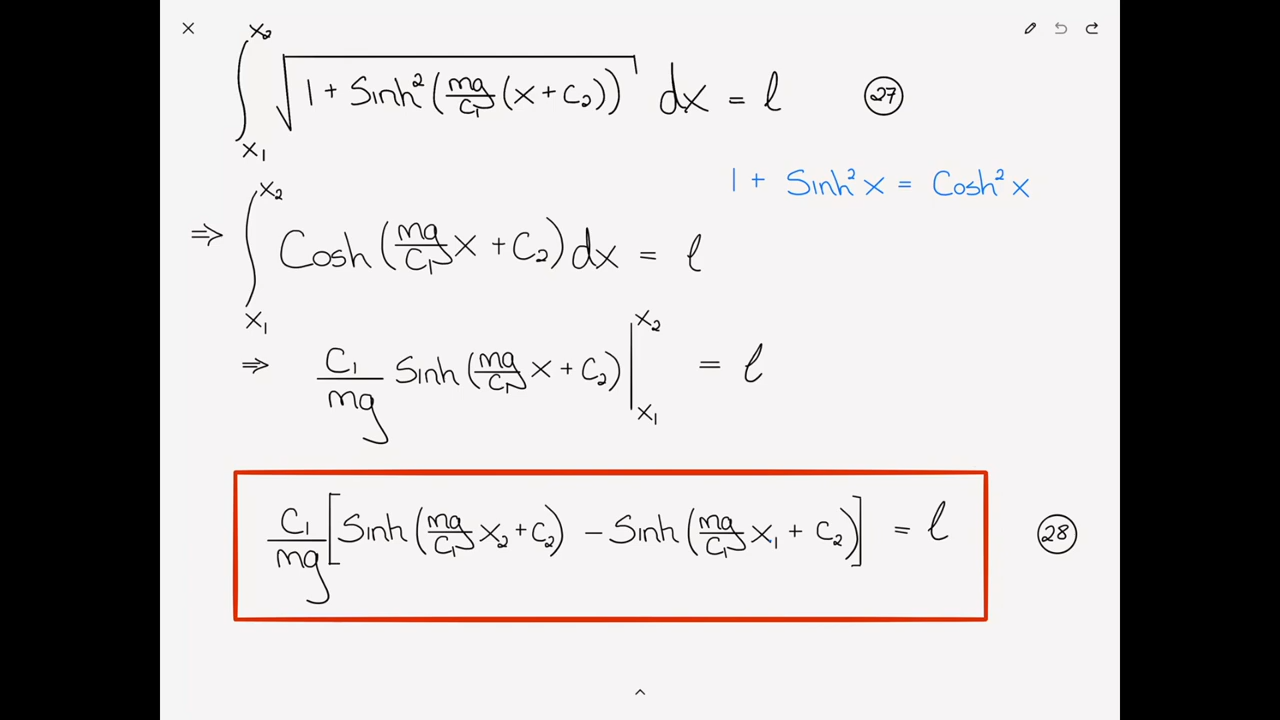 ∫_{x₁}^{x₂} √(1 + Sinh²(mg/C₁ (x + C₂))) dx = l (27)
1 + Sinh²x = Cosh²x
⇒ ∫_{x₁}^{x₂} Cosh(mg/C₁ x + C₂) dx = l
⇒ C₁/mg Sinh(mg/C₁ x + C₂) |_{x₁}^{x₂} = l
C₁/mg [Sinh(mg/C₁ x₂ + C₂) – Sinh(mg/C₁ x₁ + C₂)] = l (28)